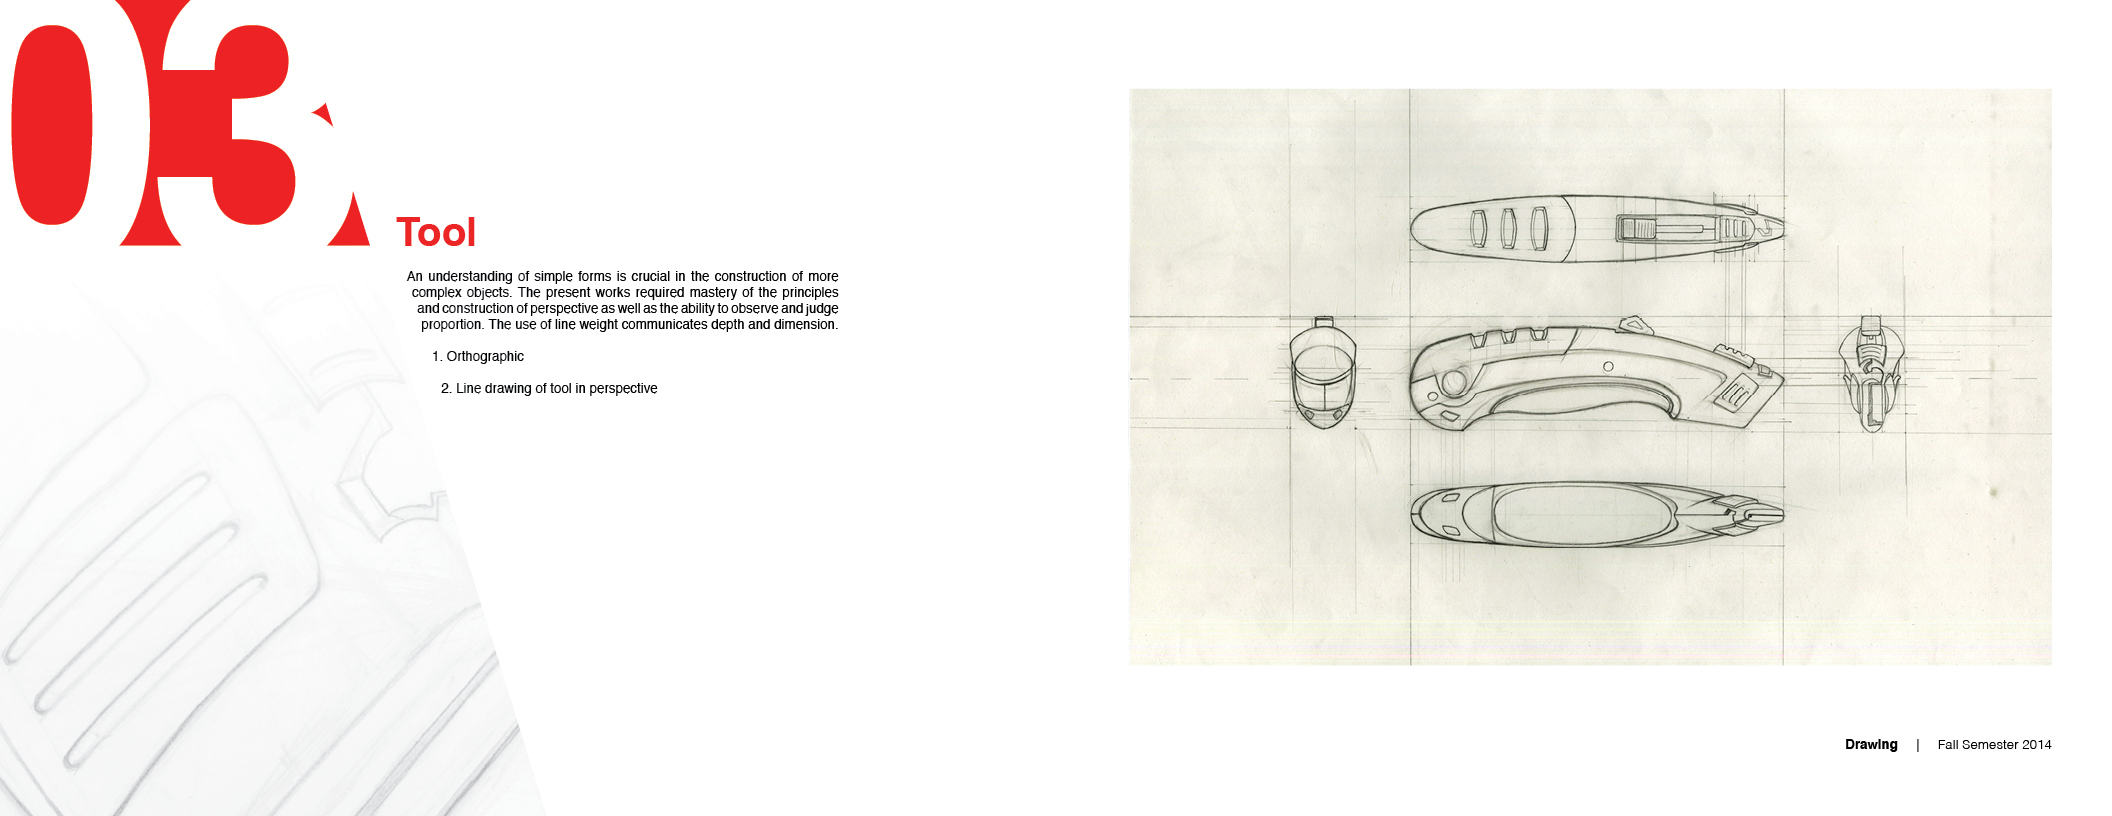 03
Tool
An understanding of simple forms is crucial in the construction of more
complex objects. The present works required mastery of the principles
and construction of perspective as well as the ability to observe and judge
proportion. The use of line weight communicates depth and dimension.
1. Orthographic
2. Line drawing of tool in perspective
Drawing | Fall Semester 2014